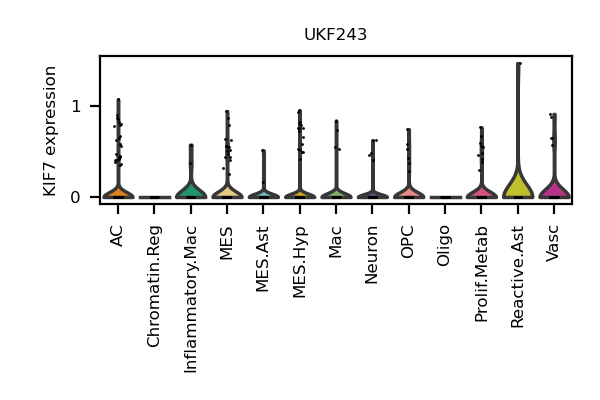 UKF243
KIF7 expression
1
0
AC
Chromatin.Reg
Inflammatory.Mac
MES
MES.Ast
MES.Hyp
Mac
Neuron
OPC
Oligo
Prolif.Metab
Reactive.Ast
Vasc